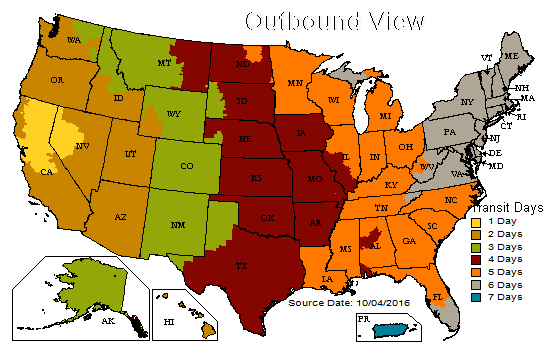 Outbound View
WA
MT
ND
MN
ME
VT
NH
MA
RI
CT
NY
OR
ID
SD
WI
MI
WY
PA
NJ
DE
MD
NE
IA
IL
IN
OH
WV
VA
CA
NV
UT
CO
KS
MO
KY
NC
TN
AZ
NM
OK
AR
MS
AL
GA
SC
TX
LA
FL
AK
HI
PR
Transit Days
1 Day
2 Days
3 Days
4 Days
5 Days
6 Days
7 Days
Source Date: 10/04/2016